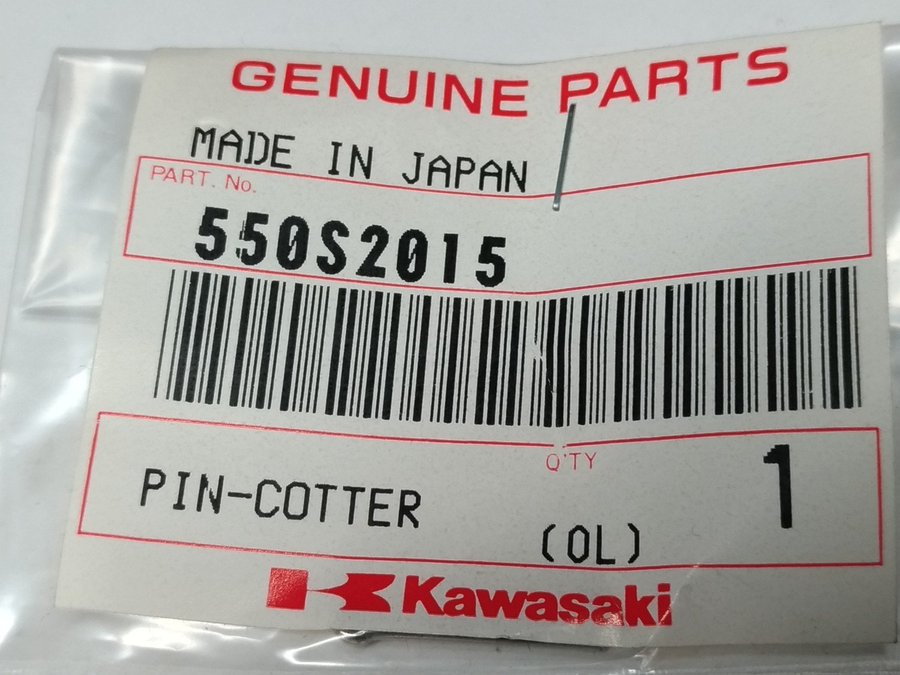 GENUINE PARTS
MADE IN JAPAN
PART. No.
550S2015
Q'TY
1
PIN-COTTER
(OL)
Kawasaki